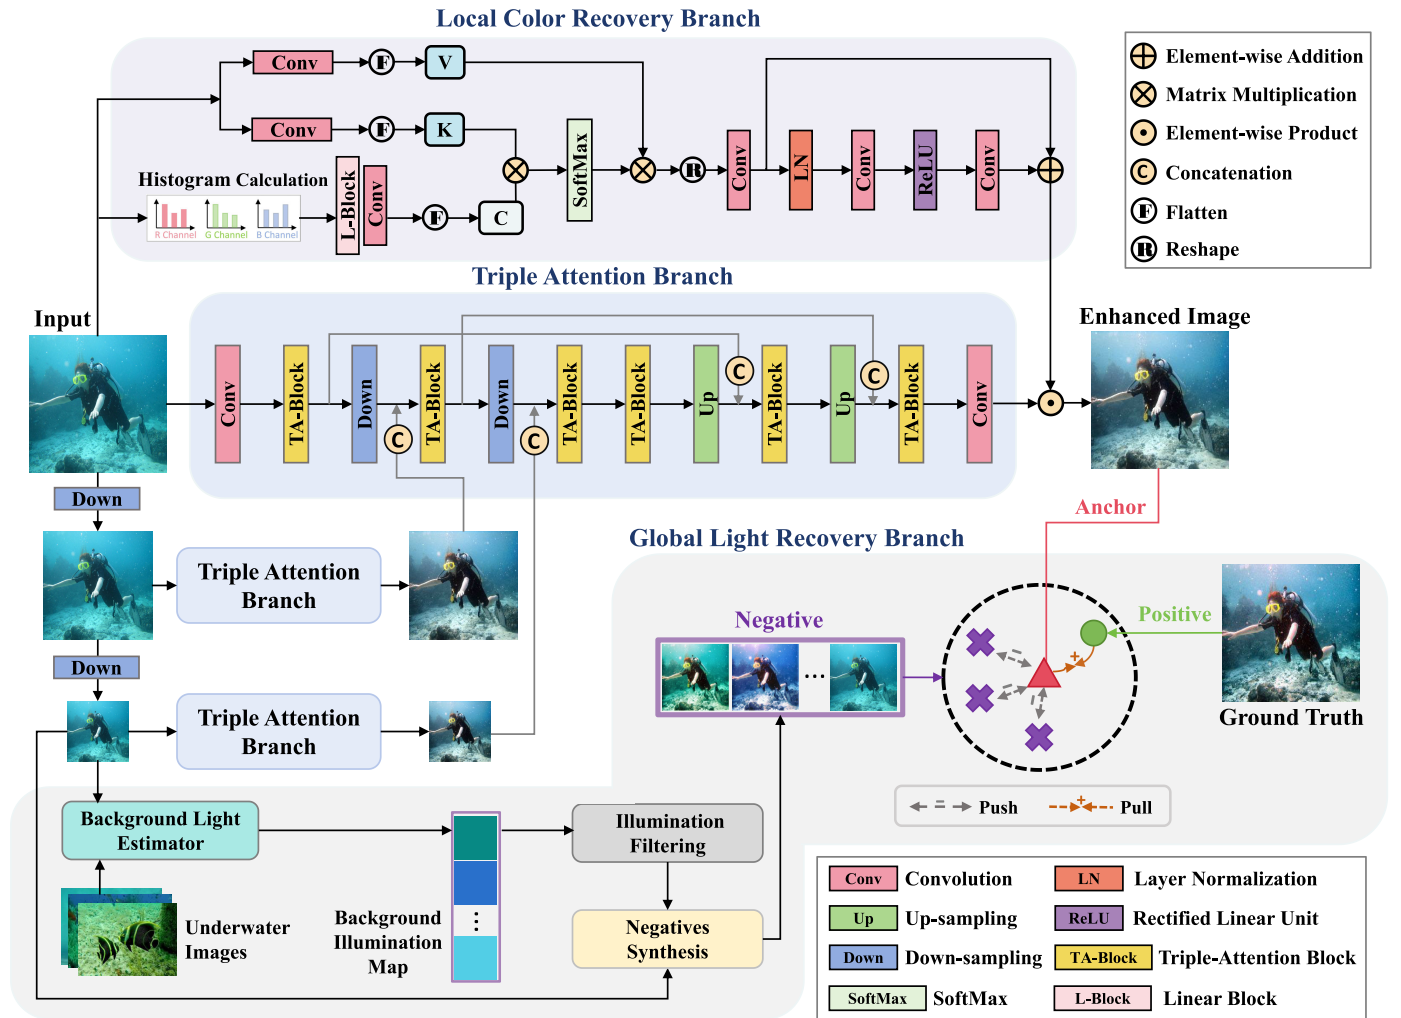 Local Color Recovery Branch
Conv
F
V
Conv
F
K
Histogram Calculation
R Channel
G Channel
B Channel
L-Block
Conv
F
C
SoftMax
R
Conv
LN
Conv
ReLU
Conv
Element-wise Addition
Matrix Multiplication
Element-wise Product
C
Concatenation
F
Flatten
R
Reshape
Triple Attention Branch
Input
Conv
TA-Block
Down
C
TA-Block
Down
C
TA-Block
TA-Block
Up
C
TA-Block
Up
C
TA-Block
Conv
Enhanced Image
Down
Triple Attention
Branch
Down
Triple Attention
Branch
Global Light Recovery Branch
Anchor
Negative
...
Positive
+
Ground Truth
−
Push
+
Pull
Background Light
Estimator
Underwater
Images
Background
Illumination
Map
⋮
Illumination
Filtering
Negatives
Synthesis
Conv
Convolution
LN
Layer Normalization
Up
Up-sampling
ReLU
Rectified Linear Unit
Down
Down-sampling
TA-Block
Triple-Attention Block
SoftMax
SoftMax
L-Block
Linear Block